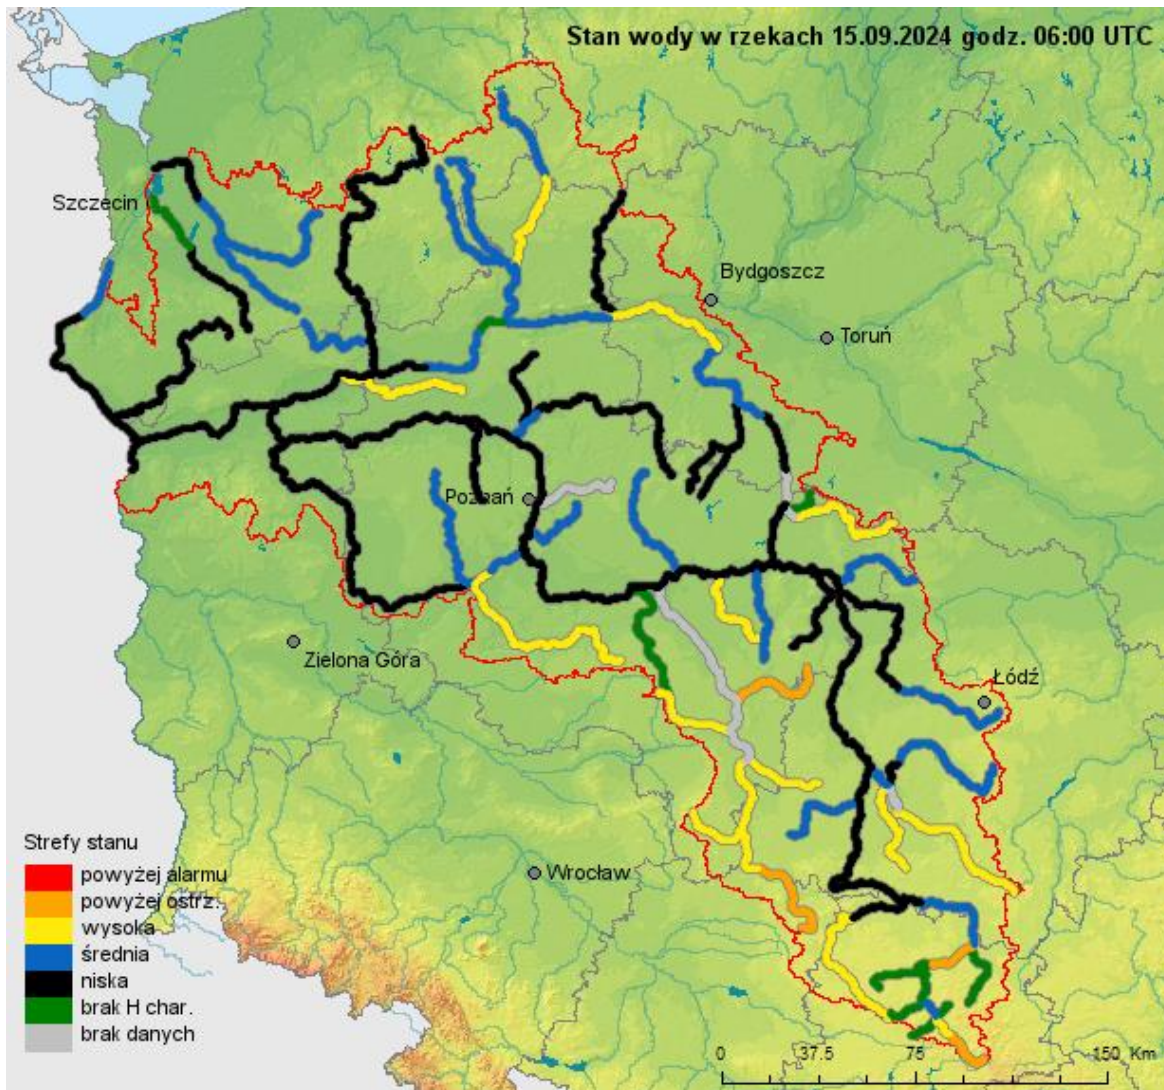 Stan wody w rzekach 15.09.2024 godz. 06:00 UTC
Szczecin
Bydgoszcz
Toruń
Poznań
Zielona Góra
Łódź
Wrocław
Strefy stanu
powyżej alarmu
powyżej ostrz.
wysoka
średnia
niska
brak H char.
brak danych
0 37.5 75 150 Km